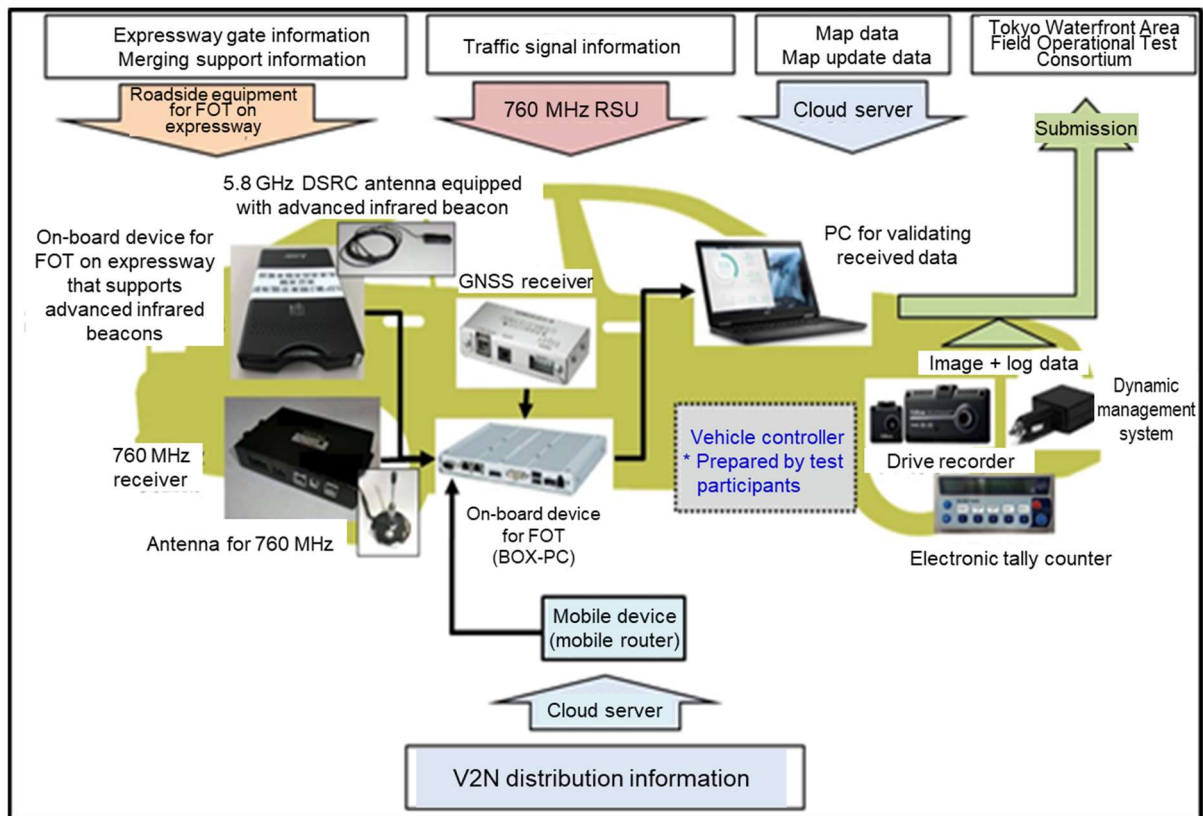 Expressway gate information
Merging support information
Traffic signal information
Map data
Map update data
Tokyo Waterfront Area
Field Operational Test
Consortium
Roadside equipment
for FOT on
expressway
760 MHz RSU
Cloud server
Submission
5.8 GHz DSRC antenna equipped
with advanced infrared beacon
On-board device for
FOT on expressway
that supports
advanced infrared
beacons
GNSS receiver
PC for validating
received data
Image + log data
Dynamic
management
system
Vehicle controller
* Prepared by test
participants
Drive recorder
760 MHz
receiver
Antenna for 760 MHz
On-board device
for FOT
(BOX-PC)
Electronic tally counter
Mobile device
(mobile router)
Cloud server
V2N distribution information